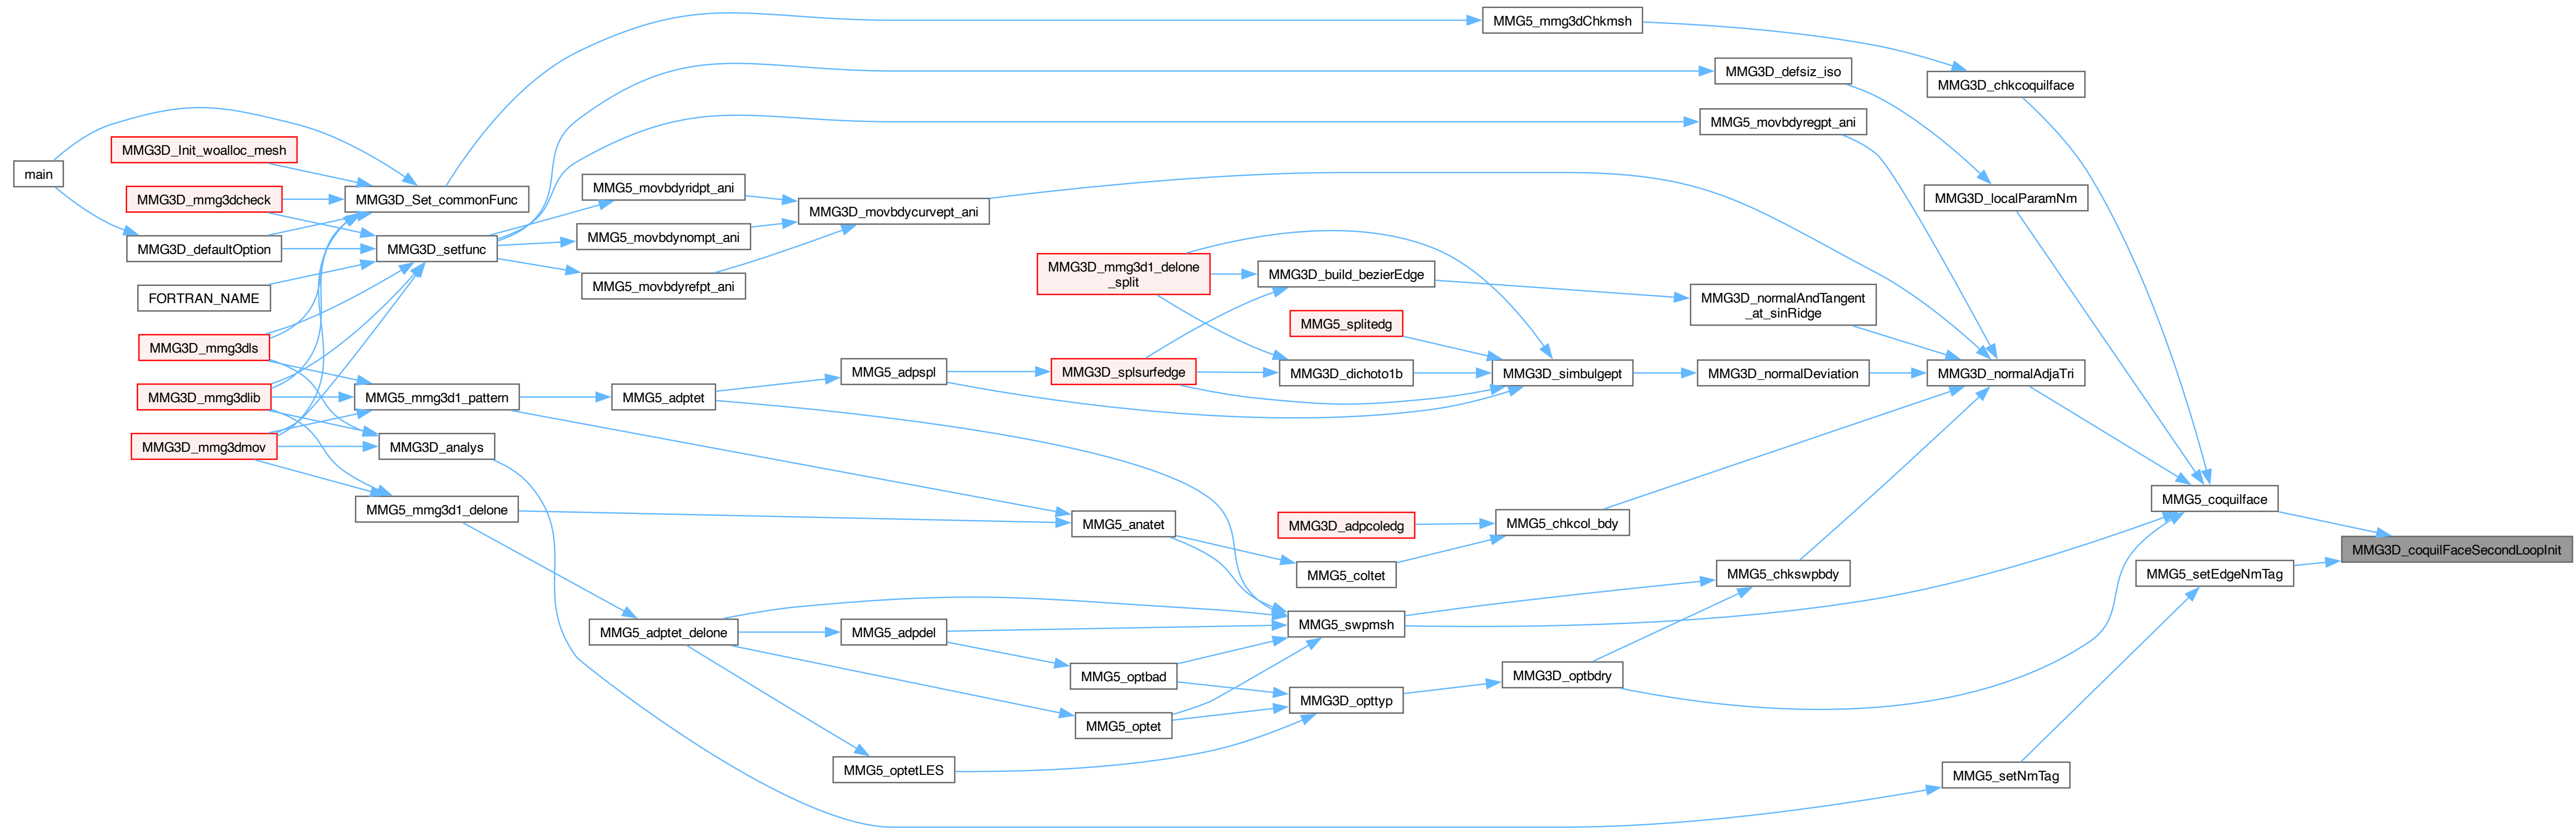 MMG5_mmg3dChkmsh
MMG3D_defsiz_iso
MMG3D_chkcoquilface
MMG5_movbdyregpt_ani
MMG3D_Init_woalloc_mesh
main
MMG5_movbdyridpt_ani
MMG3D_mmg3dcheck
MMG3D_Set_commonFunc
MMG3D_localParamNm
MMG3D_movbdycurvept_ani
MMG5_movbdynompt_ani
MMG3D_defaultOption
MMG3D_setfunc
MMG3D_mmg3d1_delone
_split
MMG3D_build_bezierEdge
MMG5_movbdyrefpt_ani
FORTRAN_NAME
MMG3D_normalAndTangent
_at_sinRidge
MMG5_splitedg
MMG3D_mmg3dls
MMG5_adpspl
MMG3D_splsurfedge
MMG3D_dichoto1b
MMG3D_simbulgept
MMG3D_normalDeviation
MMG3D_normalAdjaTri
MMG3D_mmg3dlib
MMG5_mmg3d1_pattern
MMG5_adptet
MMG3D_mmg3dmov
MMG3D_analys
MMG5_coquilface
MMG5_mmg3d1_delone
MMG5_anatet
MMG3D_adpcoledg
MMG5_chkcol_bdy
MMG3D_coquilFaceSecondLoopInit
MMG5_coltet
MMG5_chkswpbdy
MMG5_setEdgeNmTag
MMG5_swpmsh
MMG5_adptet_delone
MMG5_adpdel
MMG5_optbad
MMG3D_optbdry
MMG3D_opttyp
MMG5_optet
MMG5_optetLES
MMG5_setNmTag